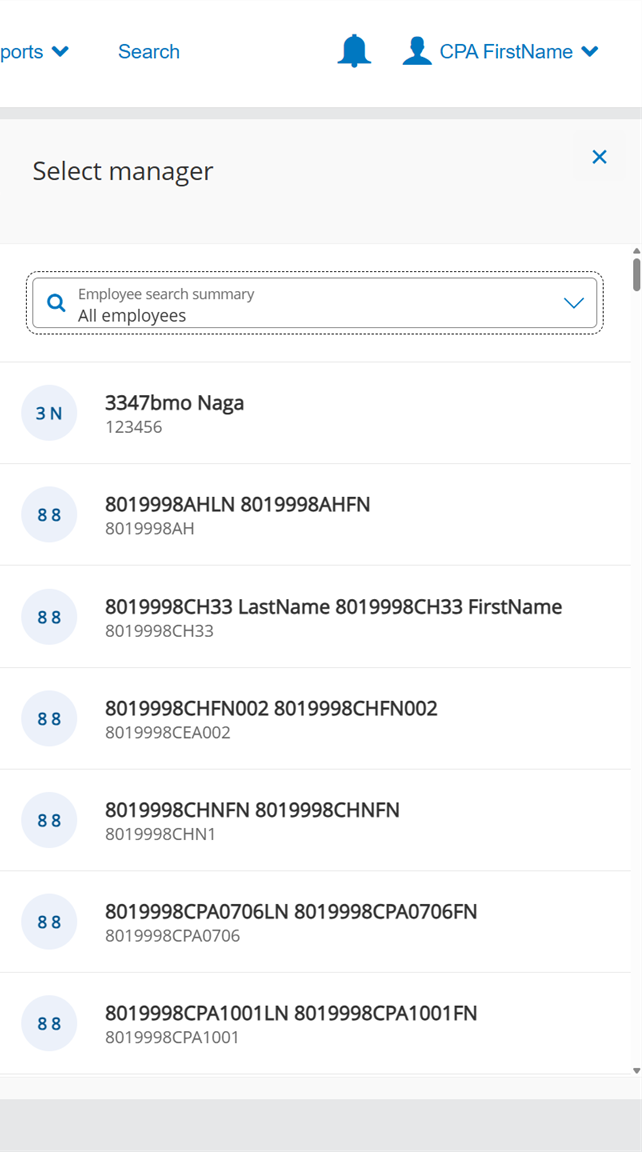 ports Search CPA FirstName
Select manager
Employee search summary
All employees
3 N
3347bmo Naga
123456
8 8
8019998AHLN 8019998AHFN
8019998AH
8 8
8019998CH33 LastName 8019998CH33 FirstName
8019998CH33
8 8
8019998CHFN002 8019998CHFN002
8019998CEA002
8 8
8019998CHNFN 8019998CHNFN
8019998CHN1
8 8
8019998CPA0706LN 8019998CPA0706FN
8019998CPA0706
8 8
8019998CPA1001LN 8019998CPA1001FN
8019998CPA1001